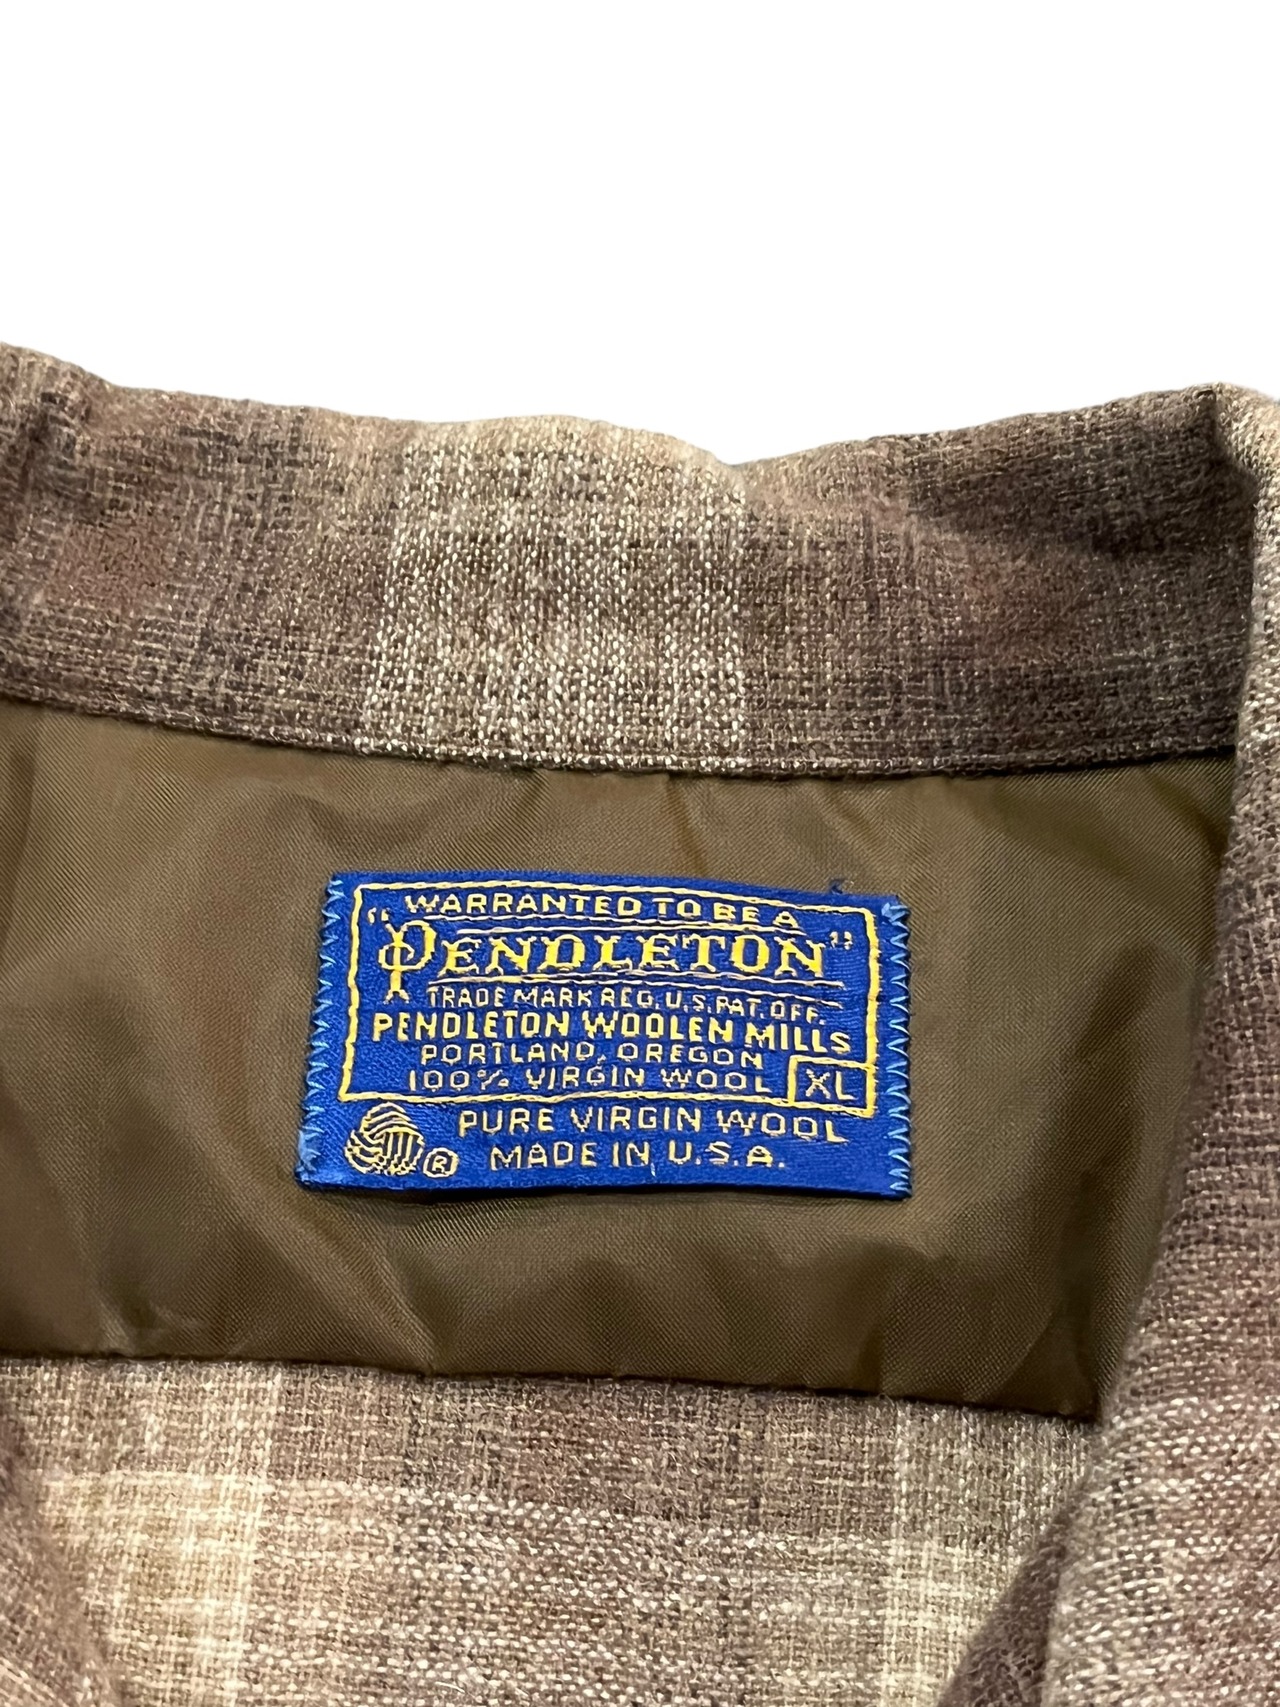 WARRANTED TO BE A
"PENDLETON"
TRADE MARK REG. U.S. PAT. OFF.
PENDLETON WOOLEN MILLS
PORTLAND, OREGON
100% VIRGIN WOOL XL
PURE VIRGIN WOOL
® MADE IN U.S.A.